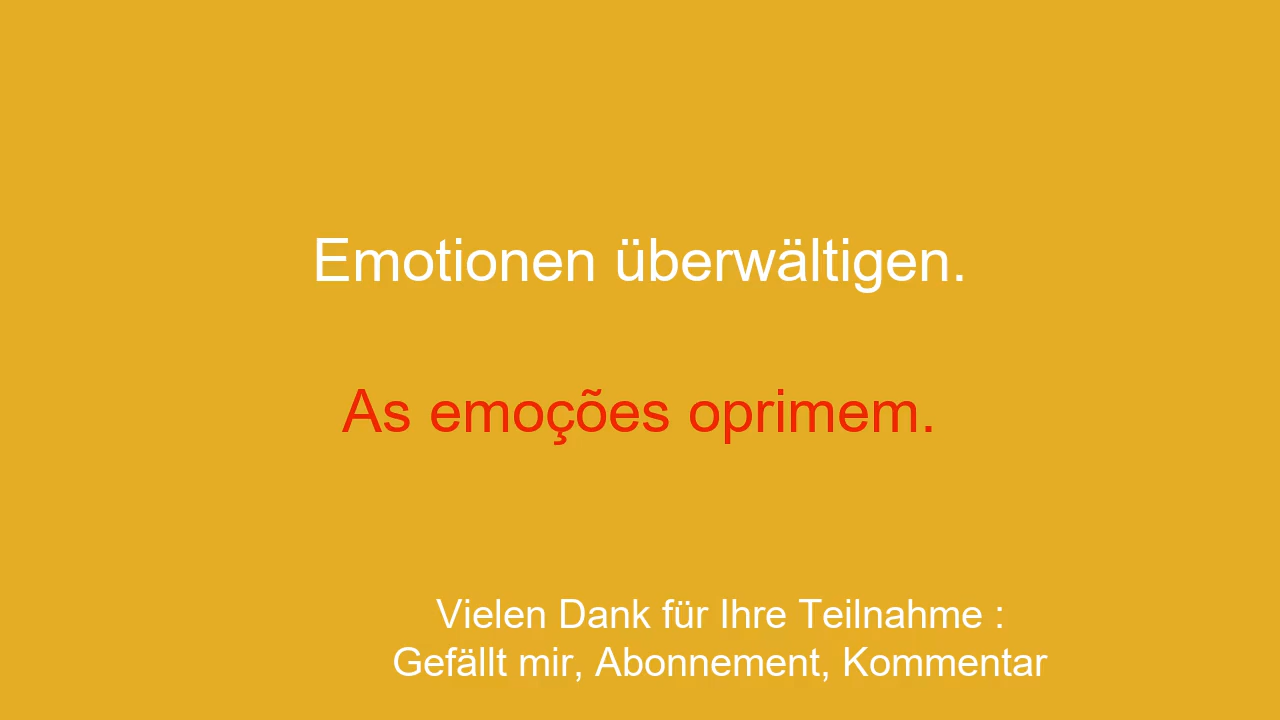 Emotionen überwältigen.
As emoções oprimem.
Vielen Dank für Ihre Teilnahme :
Gefällt mir, Abonnement, Kommentar